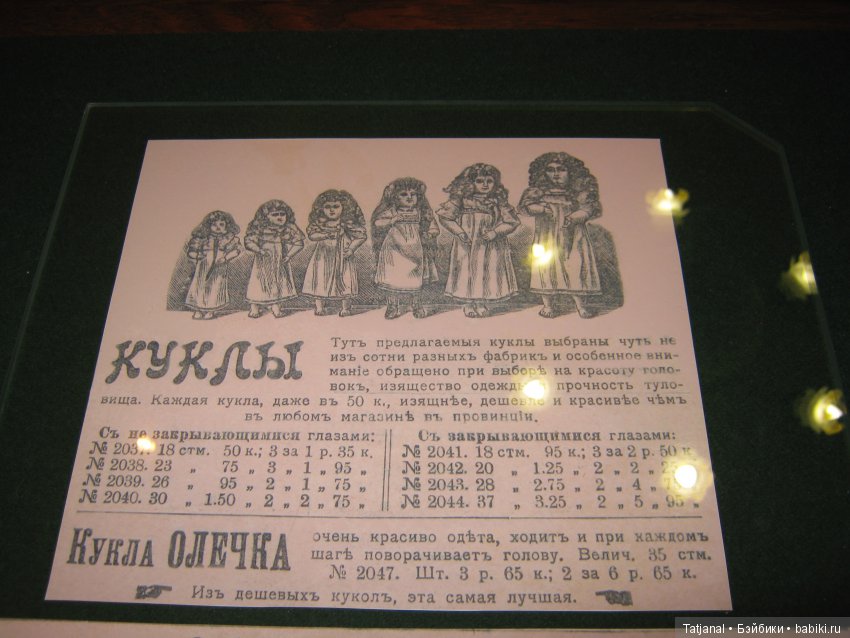 КУКЛЫ
Тутъ предлагаемыя куклы выбраны чуть не
изъ сотни разныхъ фабрикъ и особенное вни-
маніе обращено при выборѣ на красоту голо-
вокъ, изящество одежды и прочность туло-
вища. Каждая кукла, даже въ 50 к., изящнѣе, дешевле и красивѣе чѣмъ
въ любомъ магазинѣ въ провинціи.
Съ не закрывающимися глазами:
№ 2037. 18 стм. 50 к.; 3 за 1 р. 35 к.
№ 2038. 23 „ 75 „ 3 „ 1 „ 95 „
№ 2039. 26 „ 95 „ 2 „ 1 „ 75 „
№ 2040. 30 „ 1.50 „ 2 „ 2 „ 75 „
Съ закрывающимися глазами:
№ 2041. 18 стм. 95 к.; 3 за 2 р. 50 к.
№ 2042. 20 „ 1.25 „ 2 „ 2 „
№ 2043. 28 „ 2.75 „ 2 „ 4 „
№ 2044. 37 „ 3.25 „ 2 „ 5 „ 95 „
Кукла ОЛЕЧКА
очень красиво одѣта, ходитъ и при каждомъ
шагѣ поворачиваетъ голову. Велич. 35 стм.
№ 2047. Шт. 3 р. 65 к.; 2 за 6 р. 65 к.
Изъ дешевыхъ куколъ, эта самая лучшая.
Tatjanal • Бэйбики • babiki.ru